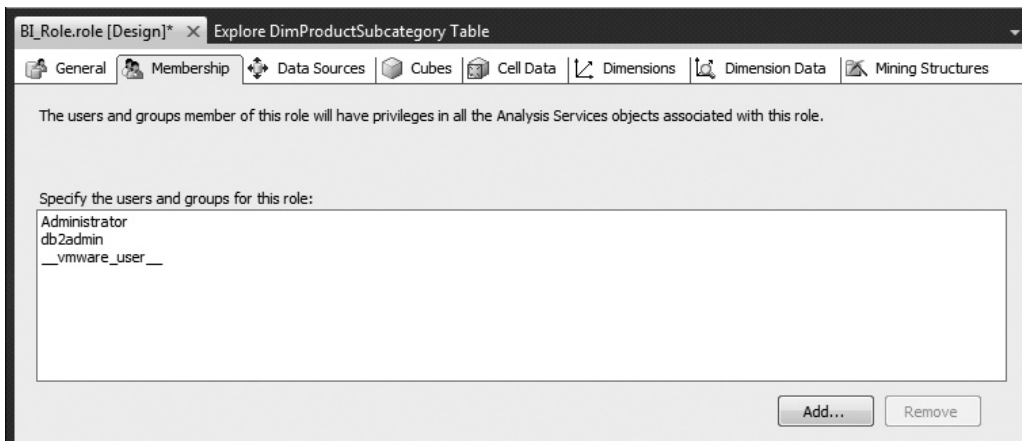 BI_Role.role [Design]* Explore DimProductSubcategory Table
General Membership Data Sources Cubes Cell Data Dimensions Dimension Data Mining Structures
The users and groups member of this role will have privileges in all the Analysis Services objects associated with this role.
Specify the users and groups for this role:
Administrator
db2admin
__vmware_user__
Add... Remove